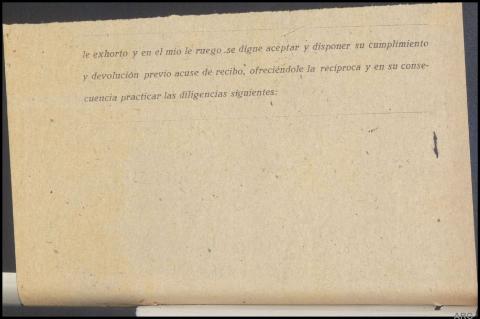 le exhorto y en el mio le ruego se digne aceptar y disponer su cumplimiento
y devolución previo acuse de recibo, ofreciéndole la recíproca y en su conse-
cuencia practicar las diligencias siguientes: